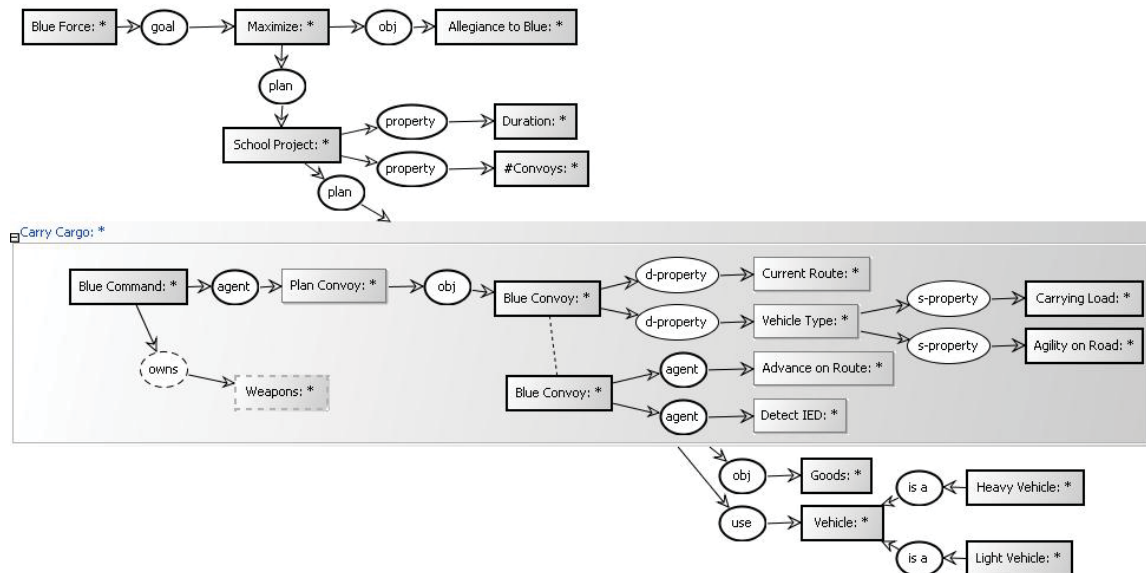 Blue Force: * goal Maximize: * obj Allegiance to Blue: *
plan
property Duration: *
School Project: *
property #Convoys: *
plan
Carry Cargo: *
d-property Current Route: *
Blue Command: * agent Plan Convoy: * obj Blue Convoy: *
s-property Carrying Load: *
d-property Vehicle Type: *
s-property Agility on Road: *
owns agent Advance on Route: *
Weapons: * Blue Convoy: *
agent Detect IED: *
obj Goods: * is a Heavy Vehicle: *
use Vehicle: *
is a Light Vehicle: *